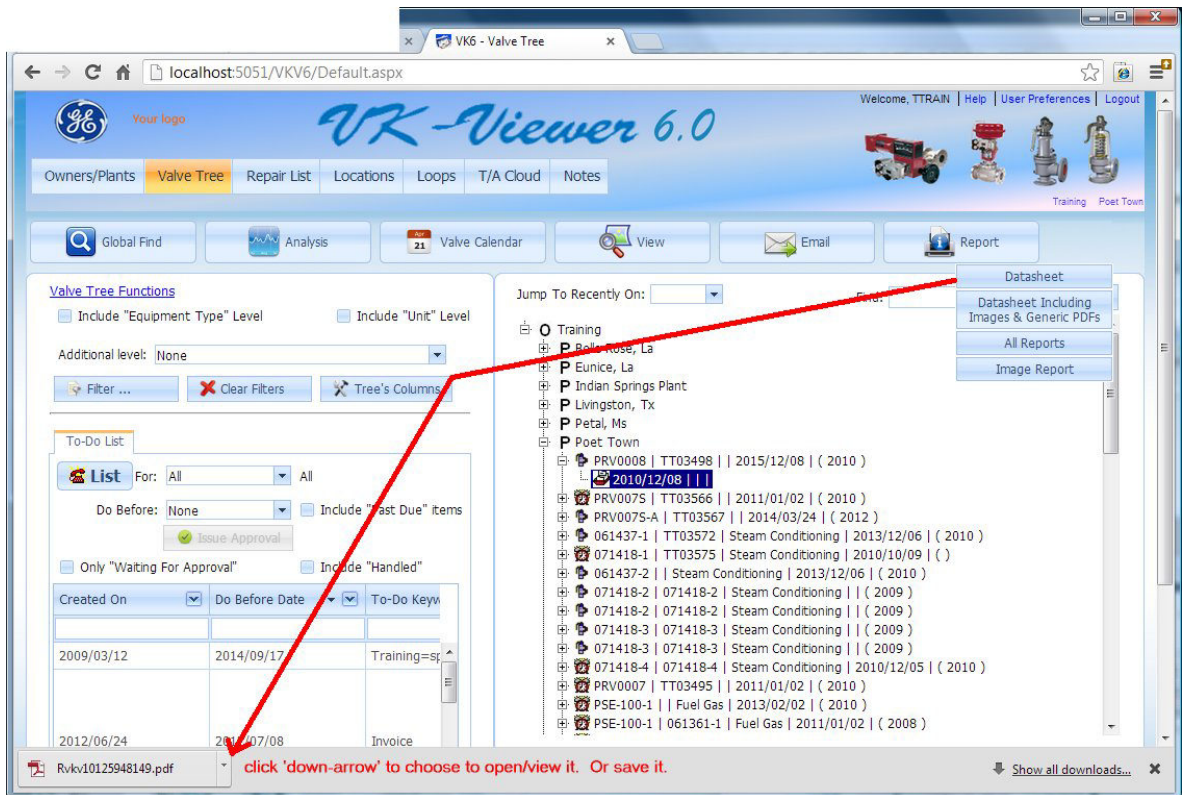 VK6 - Valve Tree
localhost:5051/VKV6/Default.aspx
Welcome, TTRAIN | Help | User Preferences | Logout
GE
Your logo
VK-Viewer 6.0
Owners/Plants Valve Tree Repair List Locations Loops T/A Cloud Notes
Training Poet Town
Global Find Analysis Apr 21 Valve Calendar View Email Report
Datasheet
Datasheet Including
Images & Generic PDFs
All Reports
Image Report
Valve Tree Functions
Include "Equipment Type" Level Include "Unit" Level
Additional level: None
Filter ... Clear Filters Tree's Columns
To-Do List
List For: All All
Do Before: None Include "Past Due" items
Issue Approval
Only "Waiting For Approval" Include "Handled"
Created On Do Before Date To-Do Keyw
2009/03/12 2014/09/17 Training=sp
2012/06/24 07/08 Invoice
Jump To Recently On: Find:
O Training
P Belle Rose, La
P Eunice, La
P Indian Springs Plant
P Livingston, Tx
P Petal, Ms
P Poet Town
PRV0008 | TT03498 | | 2015/12/08 | ( 2010 )
2010/12/08 | | |
PRV007S | TT03566 | | 2011/01/02 | ( 2010 )
PRV007S-A | TT03567 | | 2014/03/24 | ( 2012 )
061437-1 | TT03572 | Steam Conditioning | 2013/12/06 | ( 2010 )
071418-1 | TT03575 | Steam Conditioning | 2010/10/09 | ( )
061437-2 | | Steam Conditioning | 2013/12/06 | ( 2010 )
071418-2 | 071418-2 | Steam Conditioning | | ( 2009 )
071418-2 | 071418-2 | Steam Conditioning | | ( 2009 )
071418-3 | 071418-3 | Steam Conditioning | | ( 2009 )
071418-3 | 071418-3 | Steam Conditioning | | ( 2009 )
071418-4 | 071418-4 | Steam Conditioning | 2010/12/05 | ( 2010 )
PRV0007 | TT03495 | | 2011/01/02 | ( 2010 )
PSE-100-1 | | Fuel Gas | 2013/02/02 | ( 2010 )
PSE-100-1 | 061361-1 | Fuel Gas | 2011/01/02 | ( 2008 )
Rvkv10125948149.pdf
click 'down-arrow' to choose to open/view it. Or save it.
Show all downloads...